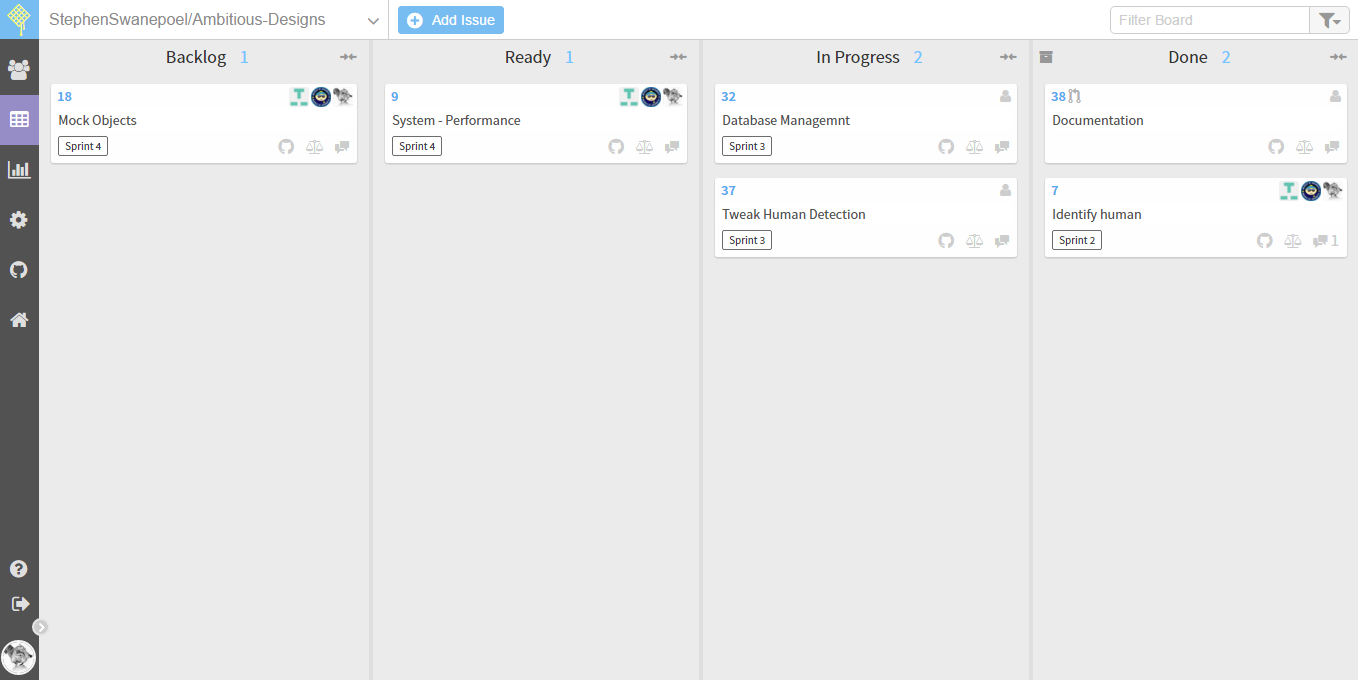 StephenSwanepoel/Ambitious-Designs
Add Issue
Filter Board
Backlog 1
18
Mock Objects
Sprint 4
Ready 1
9
System - Performance
Sprint 4
In Progress 2
32
Database Managemnt
Sprint 3
37
Tweak Human Detection
Sprint 3
Done 2
38
Documentation
7
Identify human
Sprint 2
1